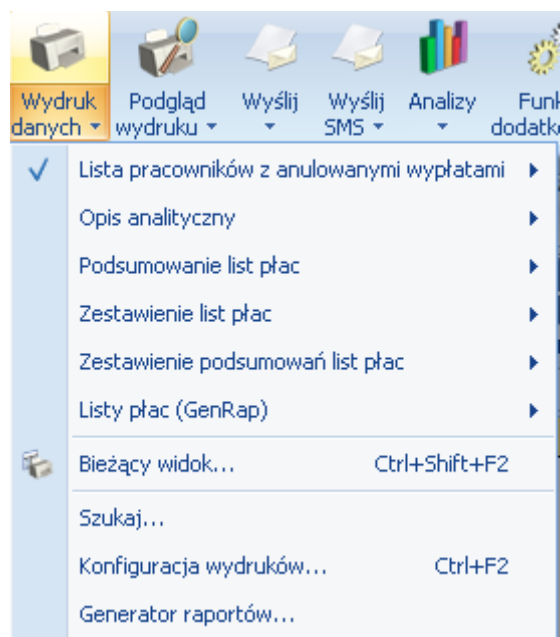 Wydruk danych
Podgląd wydruku
Wyślij
Wyślij SMS
Analizy
Lista pracowników z anulowanymi wypłatami
Opis analityczny
Podsumowanie list płac
Zestawienie list płac
Zestawienie podsumowań list płac
Listy płac (GenRap)
Bieżący widok... Ctrl+Shift+F2
Szukaj...
Konfiguracja wydruków... Ctrl+F2
Generator raportów...